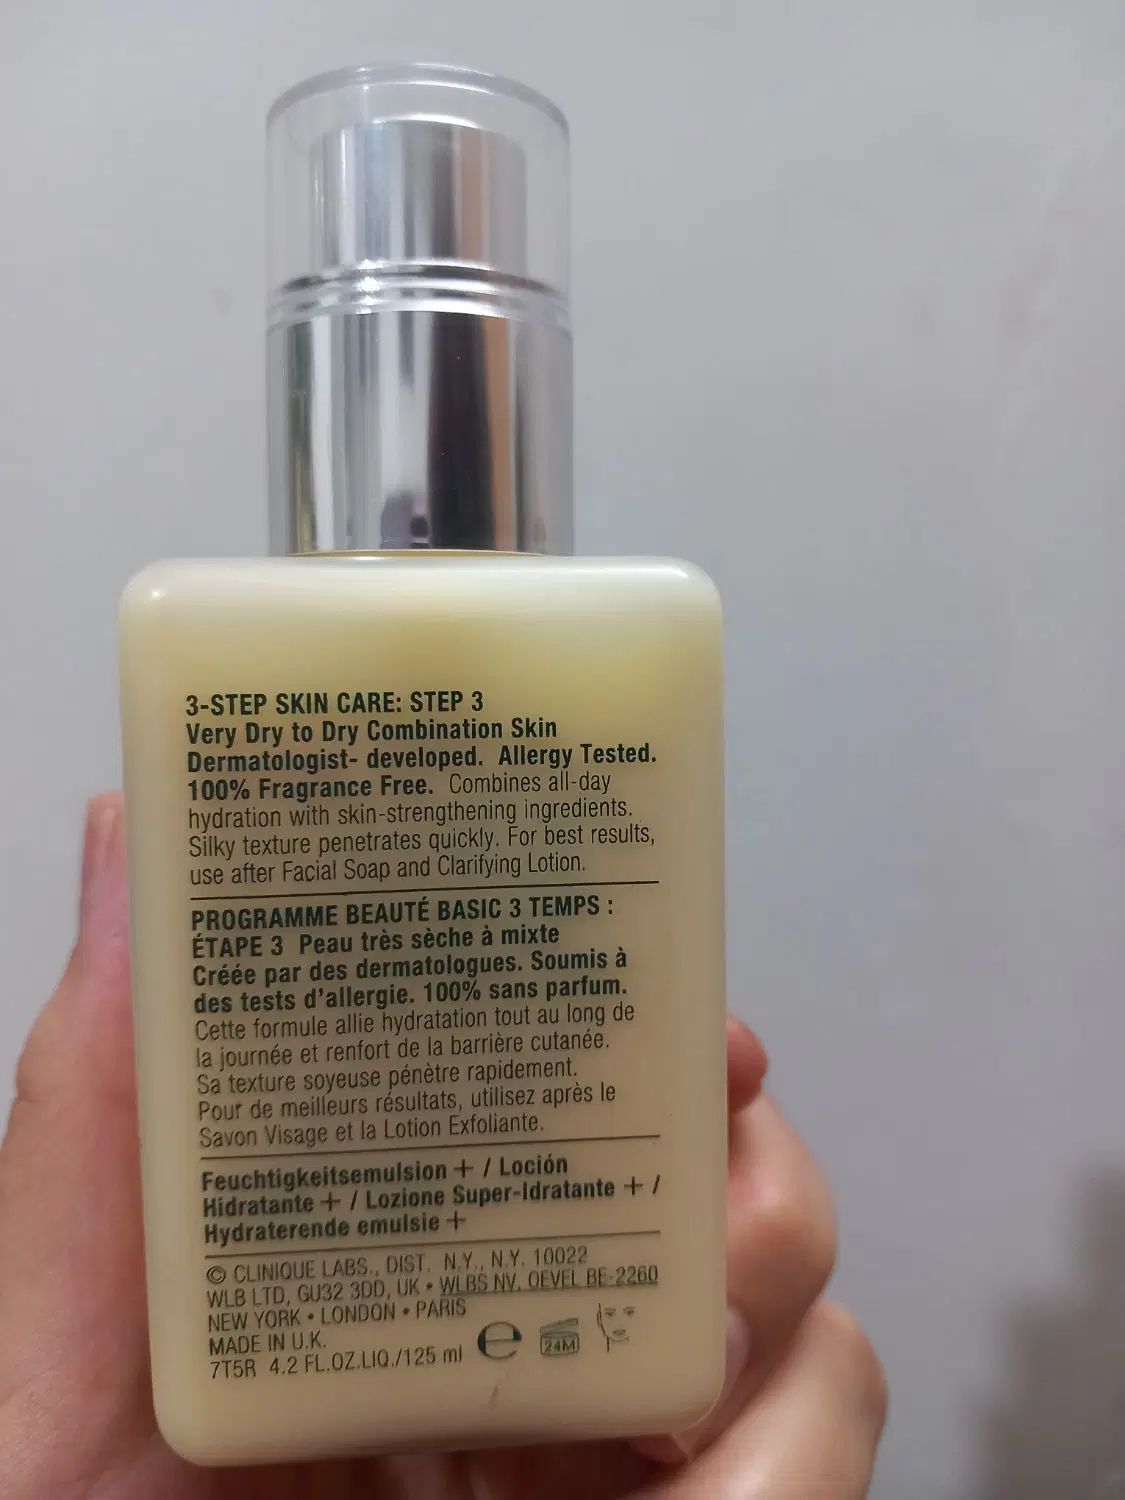 3-STEP SKIN CARE: STEP 3
Very Dry to Dry Combination Skin
Dermatologist- developed. Allergy Tested.
100% Fragrance Free. Combines all-day
hydration with skin-strengthening ingredients.
Silky texture penetrates quickly. For best results,
use after Facial Soap and Clarifying Lotion.
PROGRAMME BEAUTÉ BASIC 3 TEMPS :
ÉTAPE 3 Peau très sèche à mixte
Créée par des dermatologues. Soumis à
des tests d'allergie. 100% sans parfum.
Cette formule allie hydratation tout au long de
la journée et renfort de la barrière cutanée.
Sa texture soyeuse pénètre rapidement.
Pour de meilleurs résultats, utilisez après le
Savon Visage et la Lotion Exfoliante.
Feuchtigkeitsemulsion + / Loción
Hidratante + / Lozione Super-Idratante + /
Hydraterende emulsie +
© CLINIQUE LABS., DIST. N.Y., N.Y. 10022
WLB LTD, GU32 3DD, UK • WLBS NV, OEVEL BE-2260
NEW YORK • LONDON • PARIS
MADE IN U.K.
7T5R 4.2 FL.OZ.LIQ./125 ml e 24M